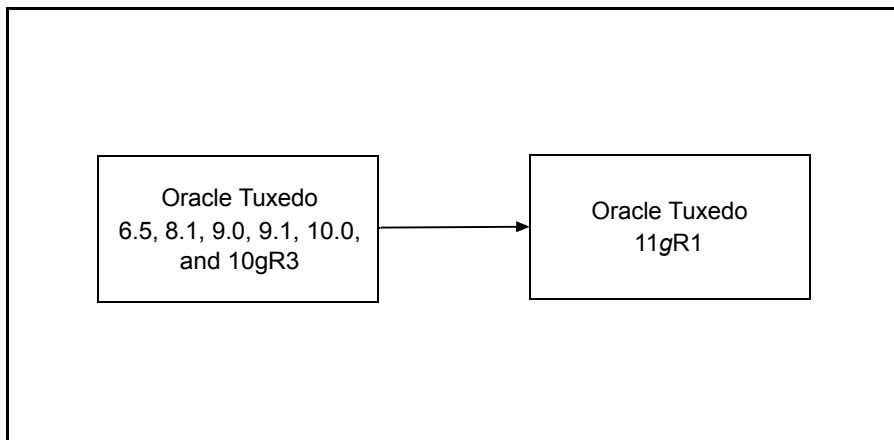 Oracle Tuxedo
6.5, 8.1, 9.0, 9.1, 10.0,
and 10gR3
Oracle Tuxedo
11gR1